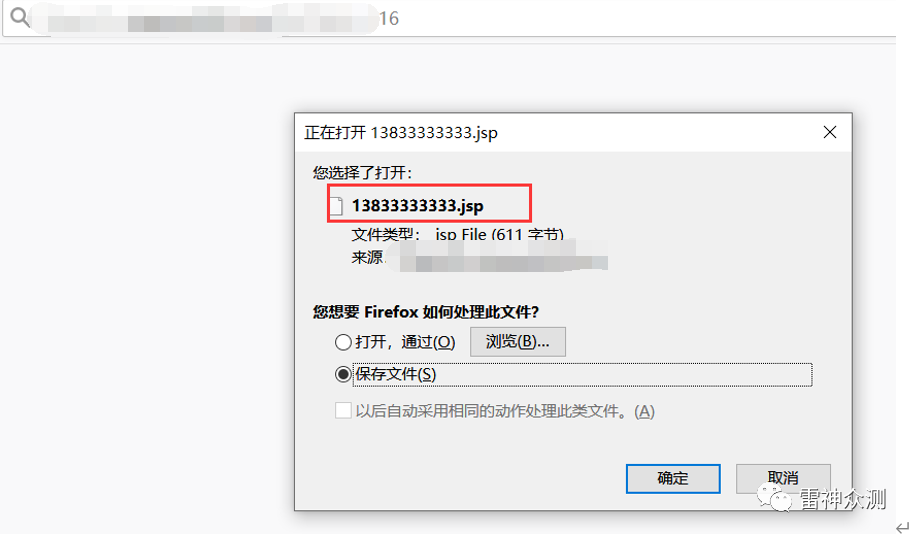 16
正在打开 13833333333.jsp
您选择了打开：
13833333333.jsp
文件类型： jsp File (611 字节)
来源
您想要 Firefox 如何处理此文件?
打开，通过(O) 浏览(B)...
保存文件(S)
以后自动采用相同的动作处理此类文件。(A)
确定 取消
雷神众测